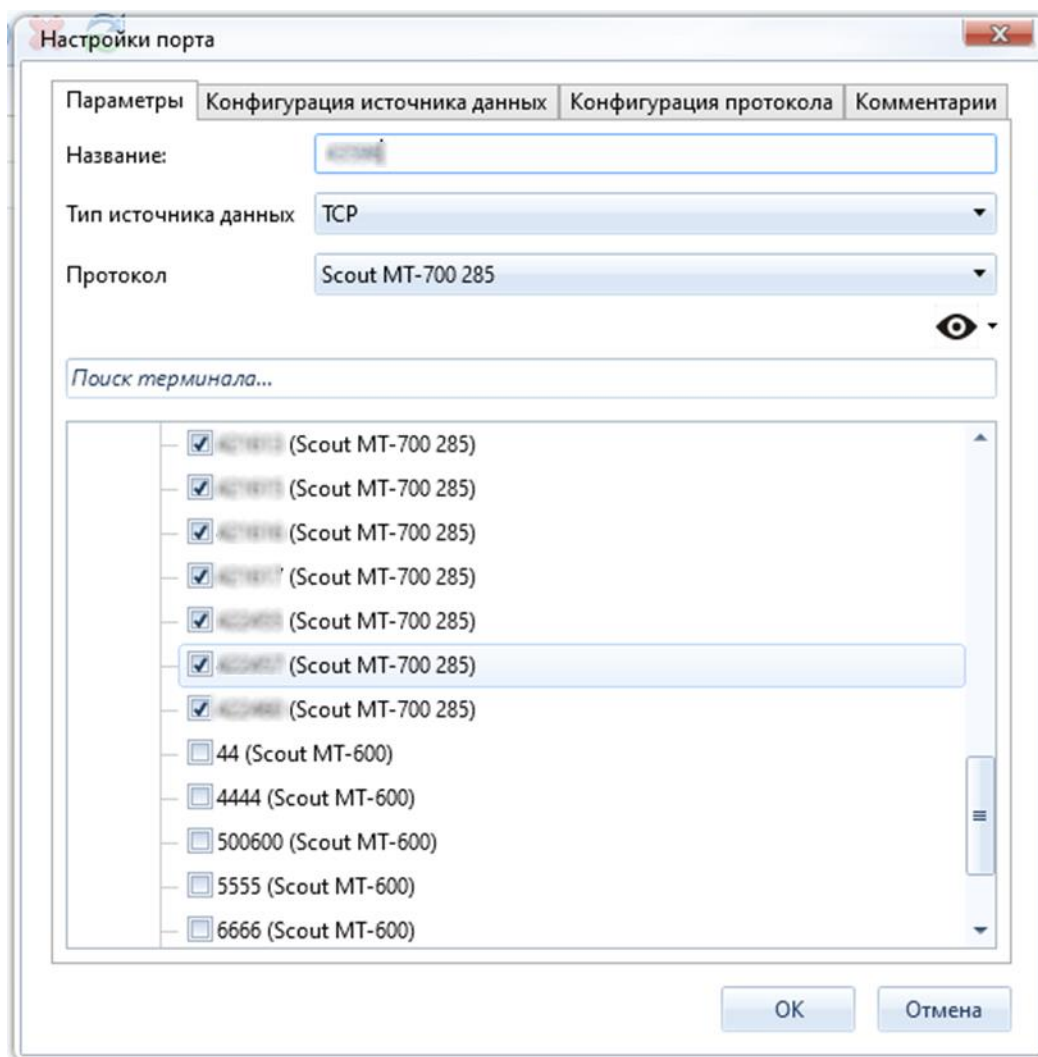 Настройки порта
Параметры Конфигурация источника данных Конфигурация протокола Комментарии
Название:
Тип источника данных TCP
Протокол Scout MT-700 285
Поиск терминала...
(Scout MT-700 285)
(Scout MT-700 285)
(Scout MT-700 285)
(Scout MT-700 285)
(Scout MT-700 285)
(Scout MT-700 285)
(Scout MT-700 285)
44 (Scout MT-600)
4444 (Scout MT-600)
500600 (Scout MT-600)
5555 (Scout MT-600)
6666 (Scout MT-600)
OK Отмена